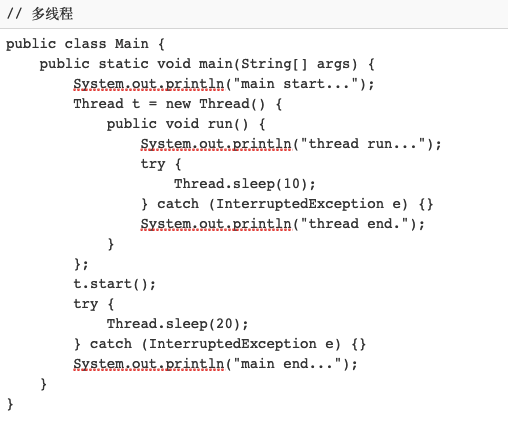 // 多线程
public class Main {
    public static void main(String[] args) {
        System.out.println("main start...");
        Thread t = new Thread() {
            public void run() {
                System.out.println("thread run...");
                try {
                    Thread.sleep(10);
                } catch (InterruptedException e) {}
                System.out.println("thread end.");
            }
        };
        t.start();
        try {
            Thread.sleep(20);
        } catch (InterruptedException e) {}
        System.out.println("main end...");
    }
}